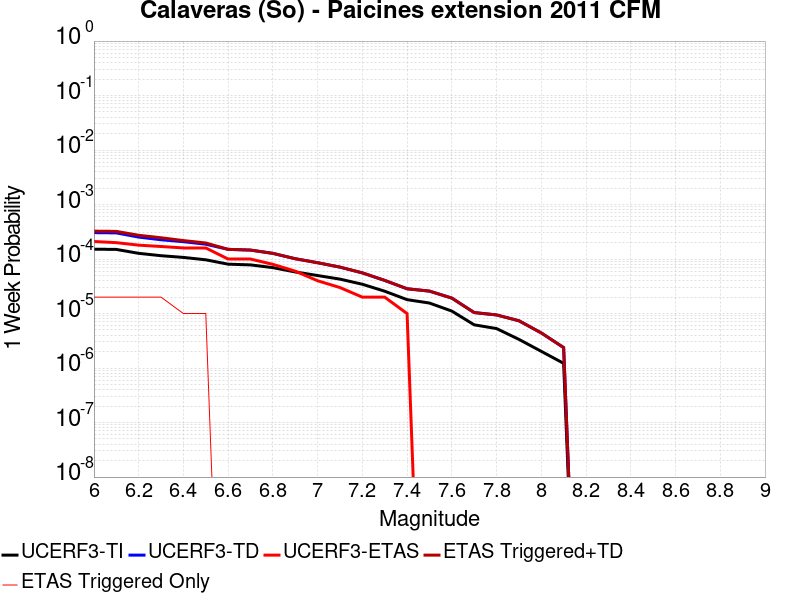 Calaveras (So) - Paicines extension 2011 CFM
10^0
10^-1
10^-2
10^-3
10^-4
10^-5
10^-6
10^-7
10^-8
1 Week Probability
6 6.2 6.4 6.6 6.8 7 7.2 7.4 7.6 7.8 8 8.2 8.4 8.6 8.8 9
Magnitude
UCERF3-TI UCERF3-TD UCERF3-ETAS ETAS Triggered+TD
ETAS Triggered Only